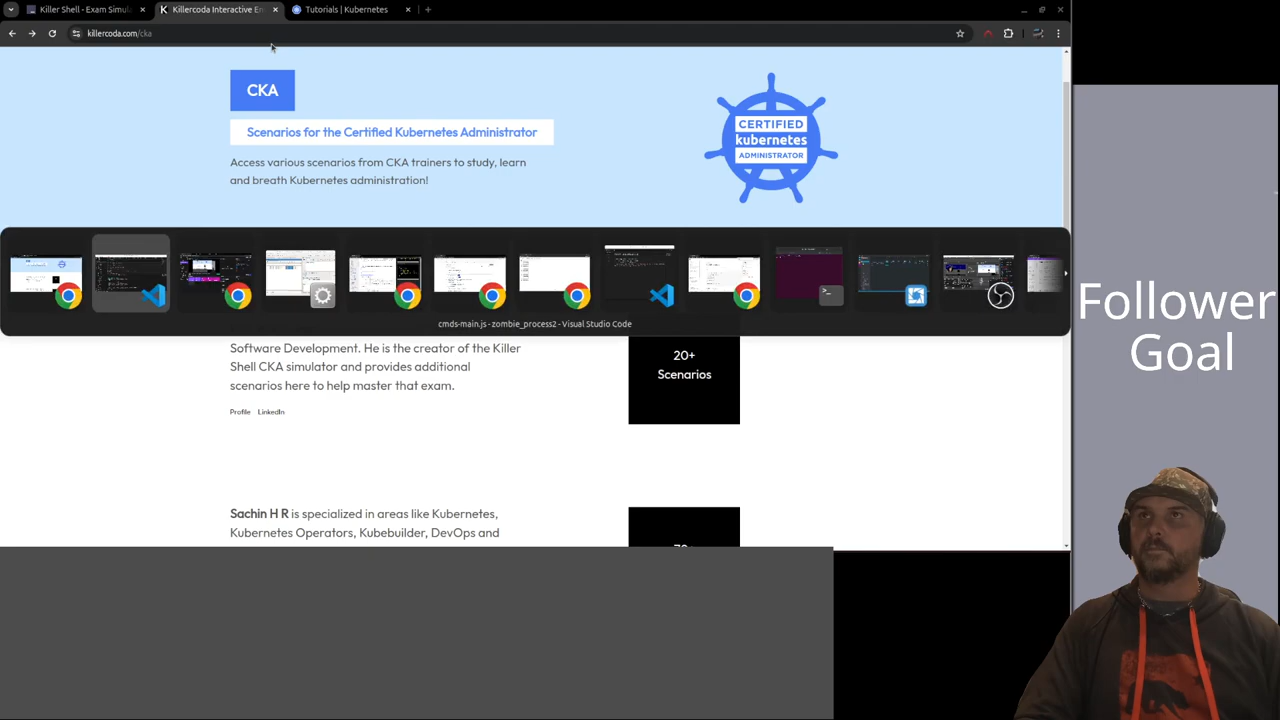 Killer Shell - Exam Simul
Killercoda Interactive En
Tutorials | Kubernetes
killercoda.com/cka
CKA
Scenarios for the Certified Kubernetes Administrator
Access various scenarios from CKA trainers to study, learn
and breath Kubernetes administration!
CERTIFIED
kubernetes
ADMINISTRATOR
cmds-main.js - zombie_process2 - Visual Studio Code
Software Development. He is the creator of the Killer
Shell CKA simulator and provides additional
scenarios here to help master that exam.
Profile LinkedIn
20+
Scenarios
Sachin H R is specialized in areas like Kubernetes,
Kubernetes Operators, Kubebuilder, DevOps and
Follower
Goal